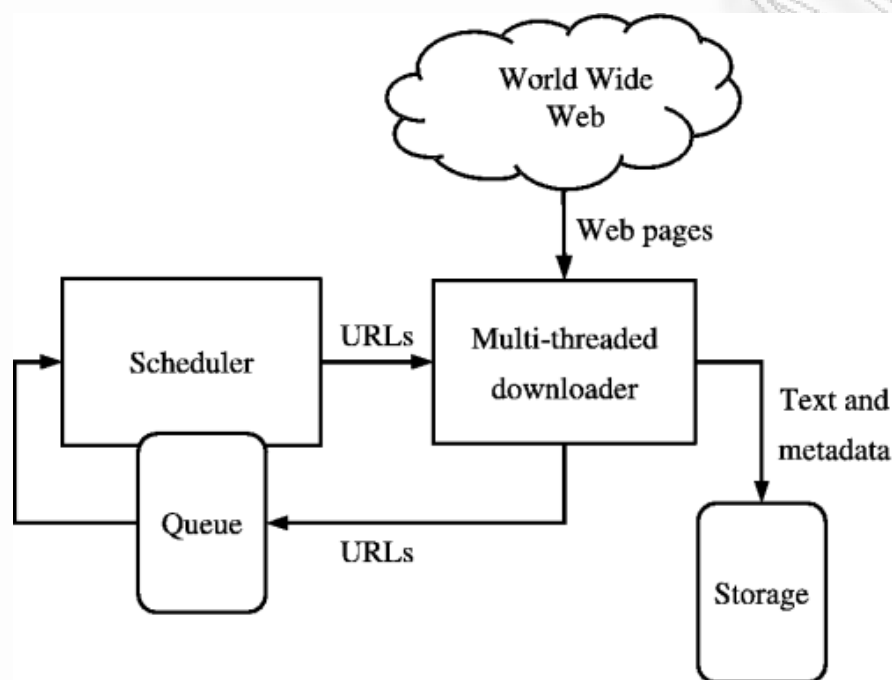 World Wide
Web
Web pages
URLs
Scheduler
Multi-threaded
downloader
Text and
metadata
Queue
URLs
Storage